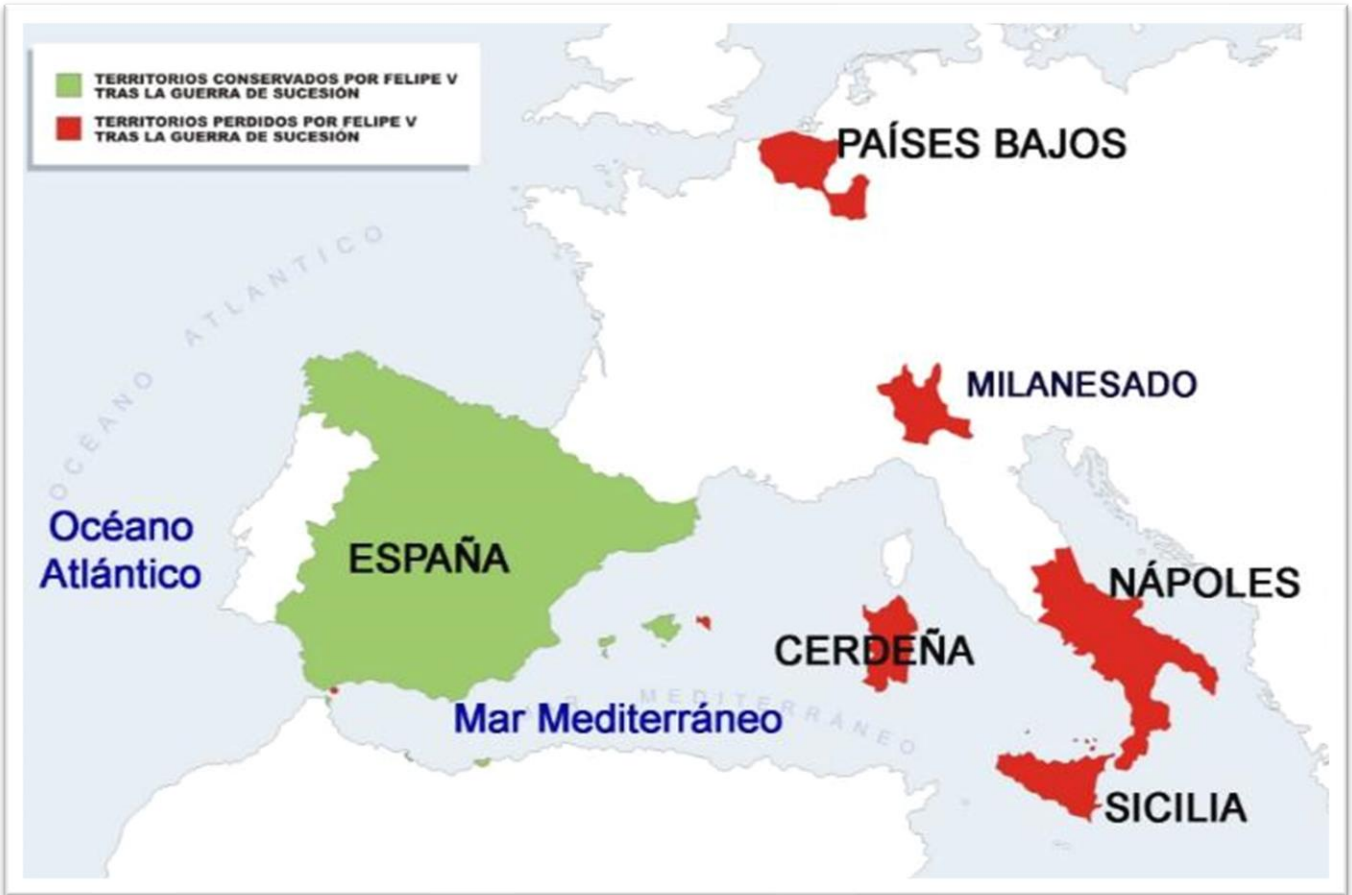 TERRITORIOS CONSERVADOS POR FELIPE V
TRAS LA GUERRA DE SUCESIÓN
TERRITORIOS PERDIDOS POR FELIPE V
TRAS LA GUERRA DE SUCESIÓN
PAÍSES BAJOS
OCÉANO ATLANTICO
MILANESADO
Océano
Atlántico
ESPAÑA
NÁPOLES
CERDEÑA
MEDITERRÁNEO
Mar Mediterráneo
SICILIA